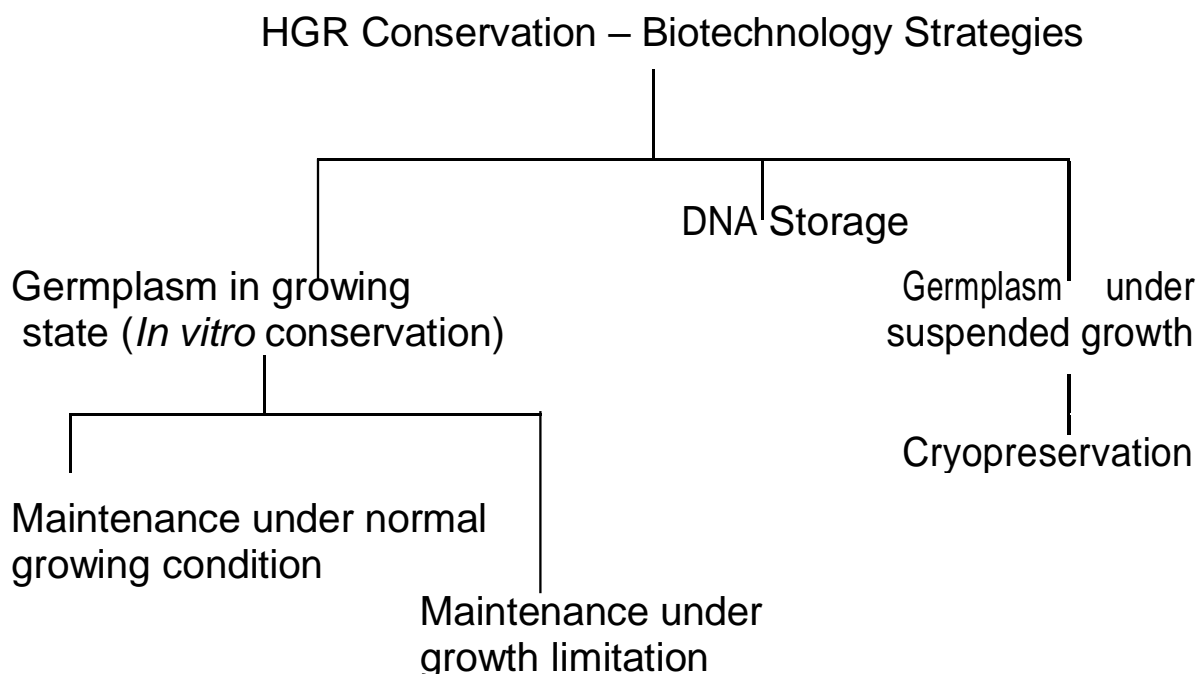 HGR Conservation – Biotechnology Strategies
DNA Storage
Germplasm in growing
state (In vitro conservation)
Germplasm under
suspended growth
Cryopreservation
Maintenance under normal
growing condition
Maintenance under
growth limitation